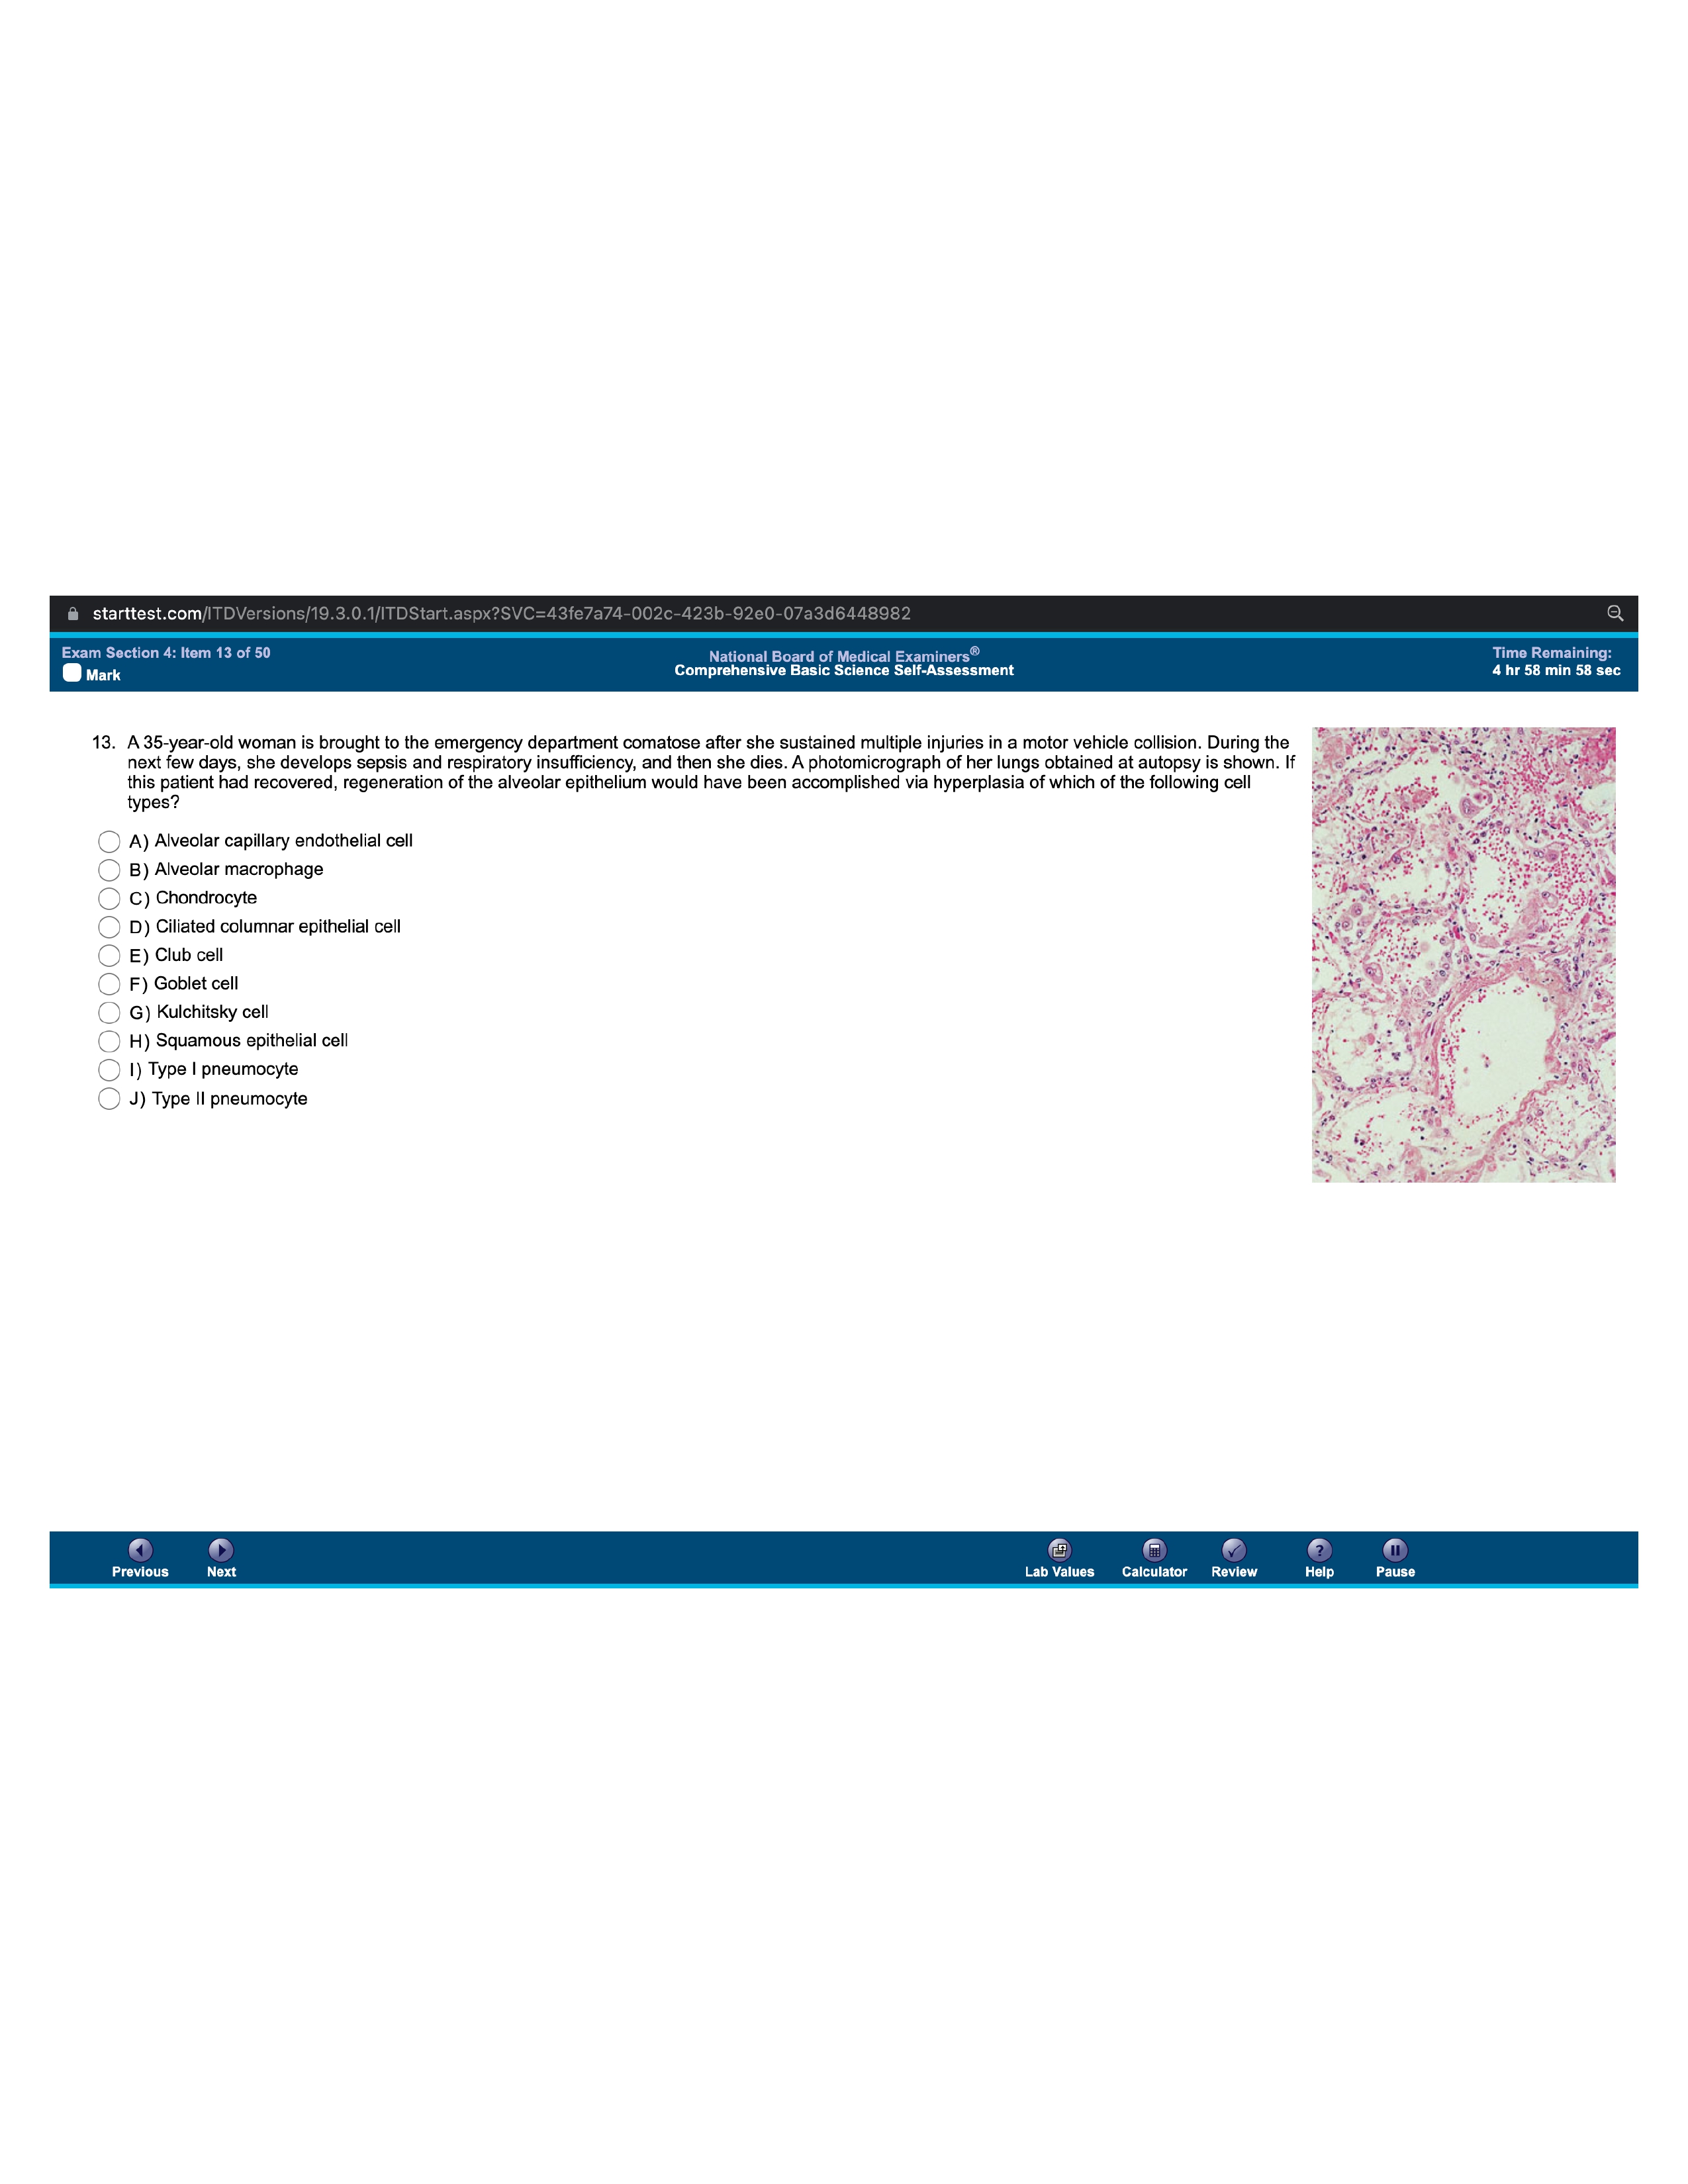 starttest.com/ITDVersions/19.3.0.1/ITDStart.aspx?SVC=43fe7a74-002c-423b-92e0-07a3d6448982
Exam Section 4: Item 13 of 50
Mark
National Board of Medical Examiners®
Comprehensive Basic Science Self-Assessment
Time Remaining:
4 hr 58 min 58 sec
13. A 35-year-old woman is brought to the emergency department comatose after she sustained multiple injuries in a motor vehicle collision. During the
next few days, she develops sepsis and respiratory insufficiency, and then she dies. A photomicrograph of her lungs obtained at autopsy is shown. If
this patient had recovered, regeneration of the alveolar epithelium would have been accomplished via hyperplasia of which of the following cell
types?
A) Alveolar capillary endothelial cell
B) Alveolar macrophage
C) Chondrocyte
D) Ciliated columnar epithelial cell
E) Club cell
F) Goblet cell
G) Kulchitsky cell
H) Squamous epithelial cell
I) Type I pneumocyte
J) Type II pneumocyte
Previous
Next
Lab Values
Calculator
Review
Help
Pause